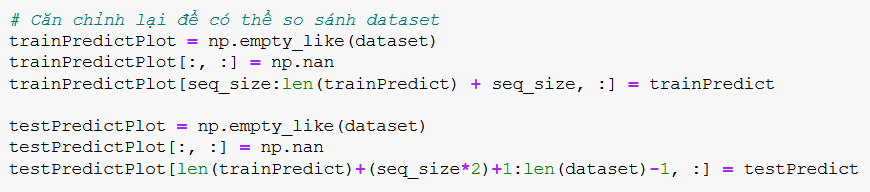 # Căn chỉnh lại để có thể so sánh dataset
trainPredictPlot = np.empty_like(dataset)
trainPredictPlot[:, :] = np.nan
trainPredictPlot[seq_size:len(trainPredict) + seq_size, :] = trainPredict

testPredictPlot = np.empty_like(dataset)
testPredictPlot[:, :] = np.nan
testPredictPlot[len(trainPredict)+(seq_size*2)+1:len(dataset)-1, :] = testPredict